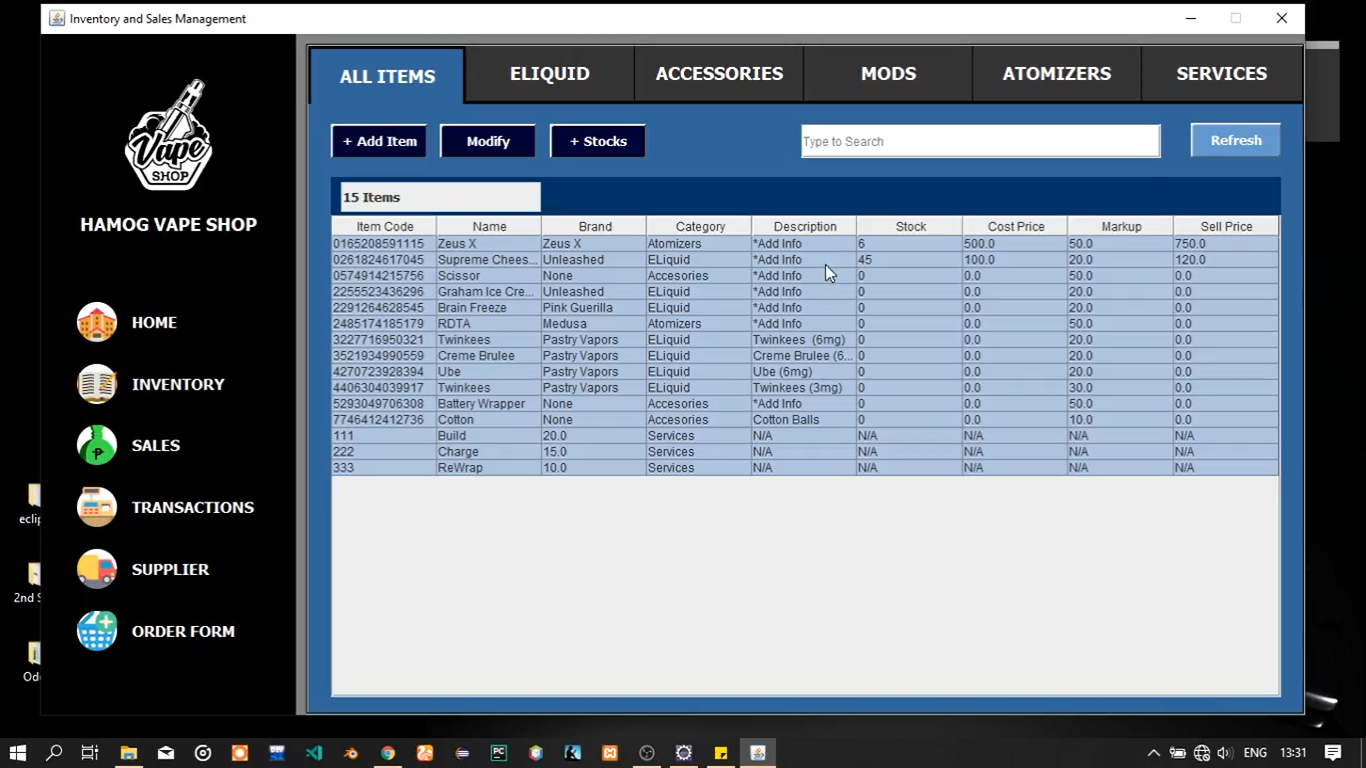 Inventory and Sales Management
Vape
SHOP
HAMOG VAPE SHOP
HOME
INVENTORY
SALES
TRANSACTIONS
SUPPLIER
ORDER FORM
ALL ITEMS ELIQUID ACCESSORIES MODS ATOMIZERS SERVICES
+ Add Item Modify + Stocks Type to Search Refresh
15 Items
Item Code Name Brand Category Description Stock Cost Price Markup Sell Price
0165208591115 Zeus X Zeus X Atomizers *Add Info 6 500.0 50.0 750.0
0261824617045 Supreme Chees... Unleashed ELiquid *Add Info 45 100.0 20.0 120.0
0574914215756 Scissor None Accesories *Add Info 0 0.0 50.0 0.0
2255523436296 Graham Ice Cre... Unleashed ELiquid *Add Info 0 0.0 20.0 0.0
2291264628545 Brain Freeze Pink Guerilla ELiquid *Add Info 0 0.0 20.0 0.0
2485174185179 RDTA Medusa Atomizers *Add Info 0 0.0 50.0 0.0
3227716950321 Twinkees Pastry Vapors ELiquid Twinkees (6mg) 0 0.0 20.0 0.0
3521934990559 Creme Brulee Pastry Vapors ELiquid Creme Brulee (6... 0 0.0 20.0 0.0
4270723928394 Ube Pastry Vapors ELiquid Ube (6mg) 0 0.0 20.0 0.0
4406304039917 Twinkees Pastry Vapors ELiquid Twinkees (3mg) 0 0.0 30.0 0.0
5293049706308 Battery Wrapper None Accesories *Add Info 0 0.0 50.0 0.0
7746412412736 Cotton None Accesories Cotton Balls 0 0.0 10.0 0.0
111 Build 20.0 Services N/A N/A N/A N/A N/A
222 Charge 15.0 Services N/A N/A N/A N/A N/A
333 ReWrap 10.0 Services N/A N/A N/A N/A N/A
eclip
2nd S
Odo
PC
ENG 13:31